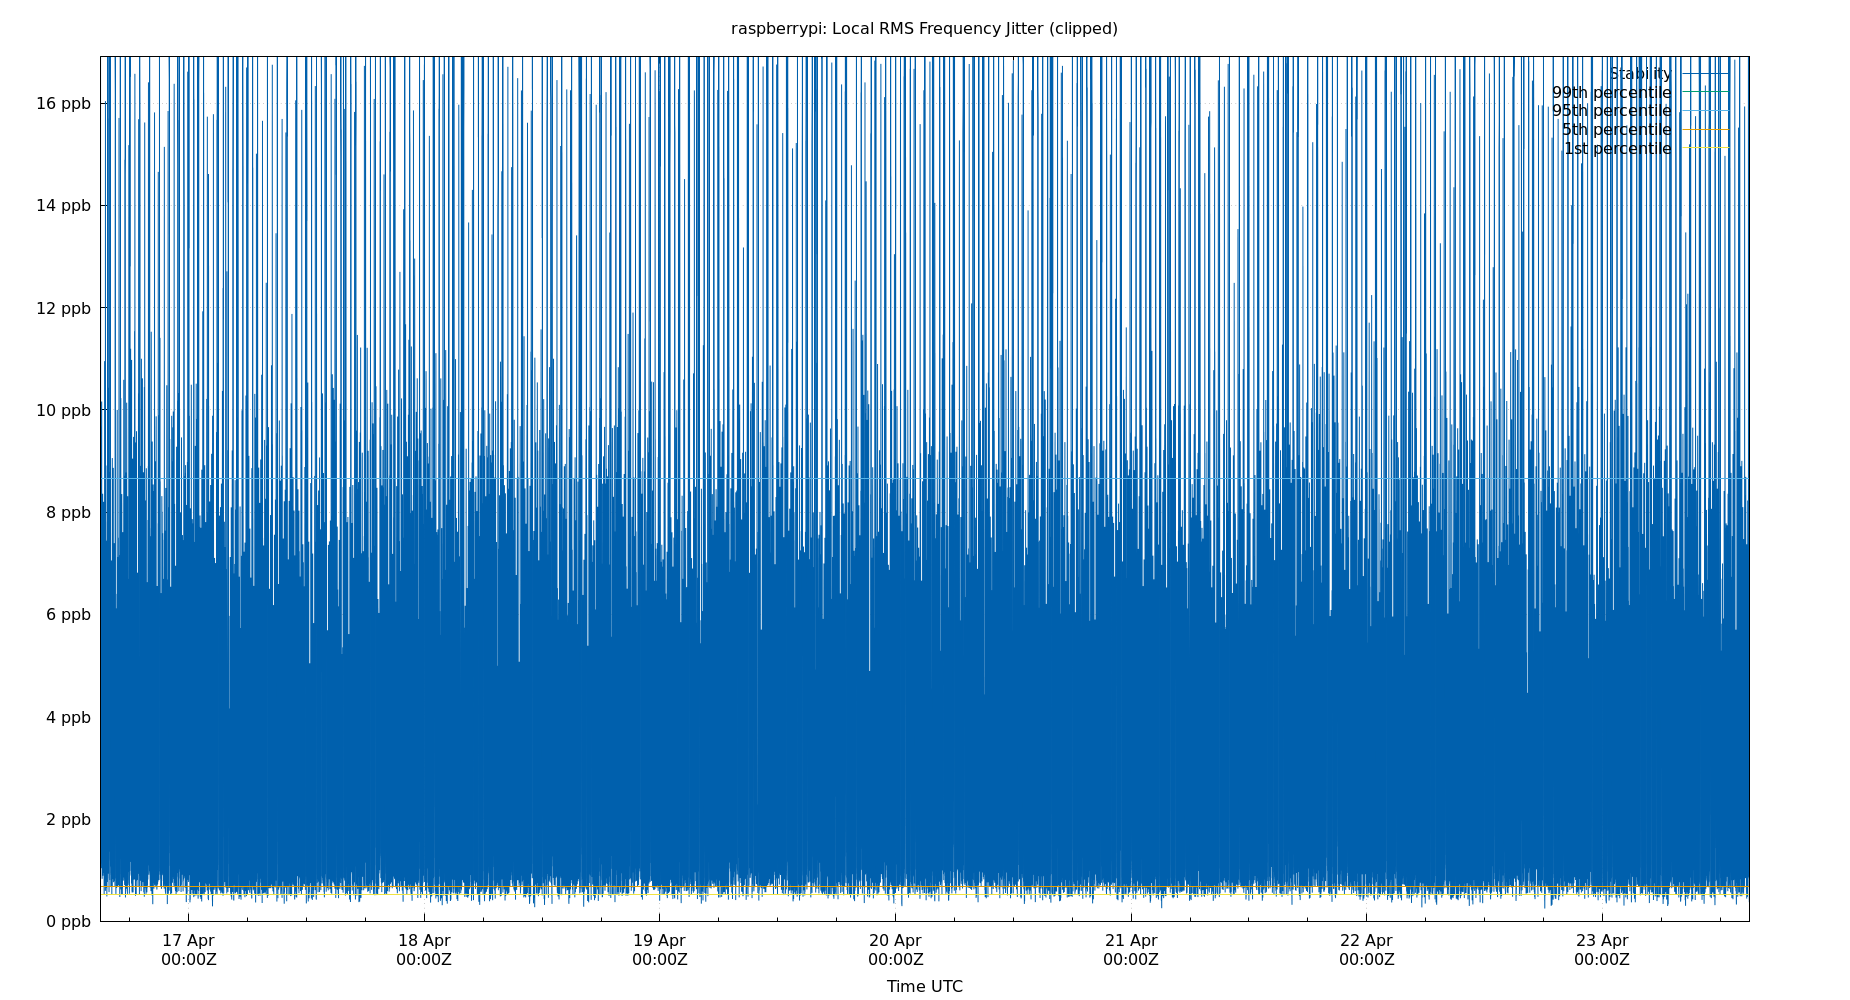 raspberrypi: Local RMS Frequency Jitter (clipped)
Stability
99th percentile
95th percentile
5th percentile
1st percentile
16 ppb
14 ppb
12 ppb
10 ppb
8 ppb
6 ppb
4 ppb
2 ppb
0 ppb
17 Apr 18 Apr 19 Apr 20 Apr 21 Apr 22 Apr 23 Apr
00:00Z 00:00Z 00:00Z 00:00Z 00:00Z 00:00Z 00:00Z
Time UTC